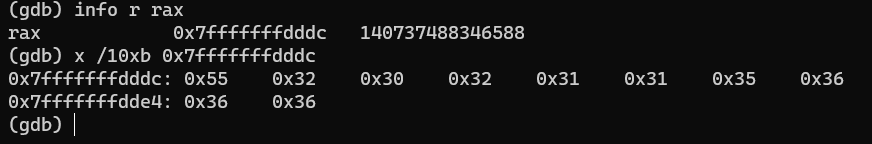 (gdb) info r rax
rax            0x7fffffffdddc   140737488346588
(gdb) x /10xb 0x7fffffffdddc
0x7fffffffdddc: 0x55    0x32    0x30    0x32    0x31    0x31    0x35    0x36
0x7fffffffdde4: 0x36    0x36
(gdb)